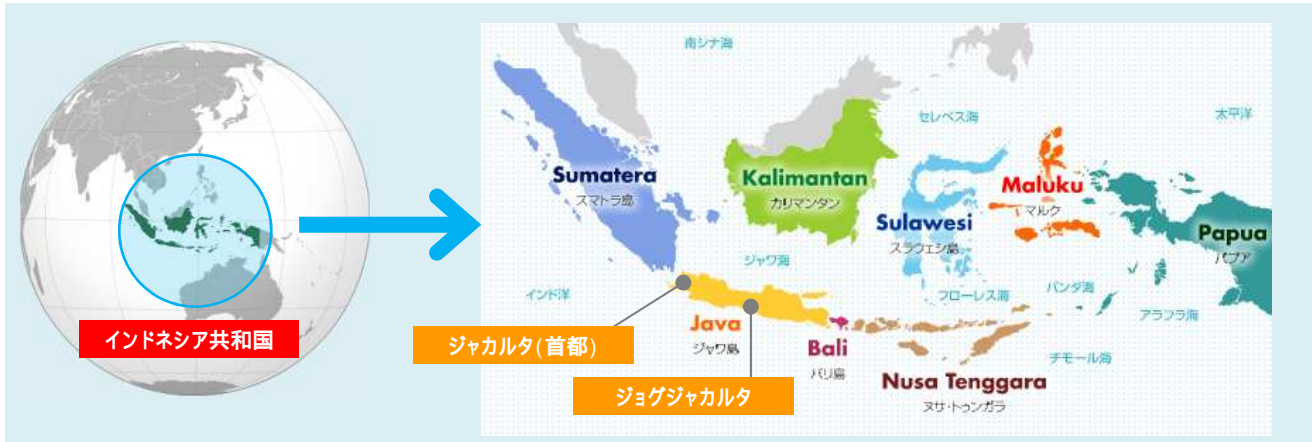 インドネシア共和国
南シナ海
セレベス海
太平洋
Sumatera
スマトラ島
Kalimantan
カリマンタン
Sulawesi
スラウェシ島
Maluku
マルク
Papua
パプア
ジャワ海
インド洋
フローレス海
バンダ海
アラフラ海
Java
ジャワ島
Bali
バリ島
チモール海
Nusa Tenggara
ヌサ・トゥンガラ
ジャカルタ(首都)
ジョグジャカルタ